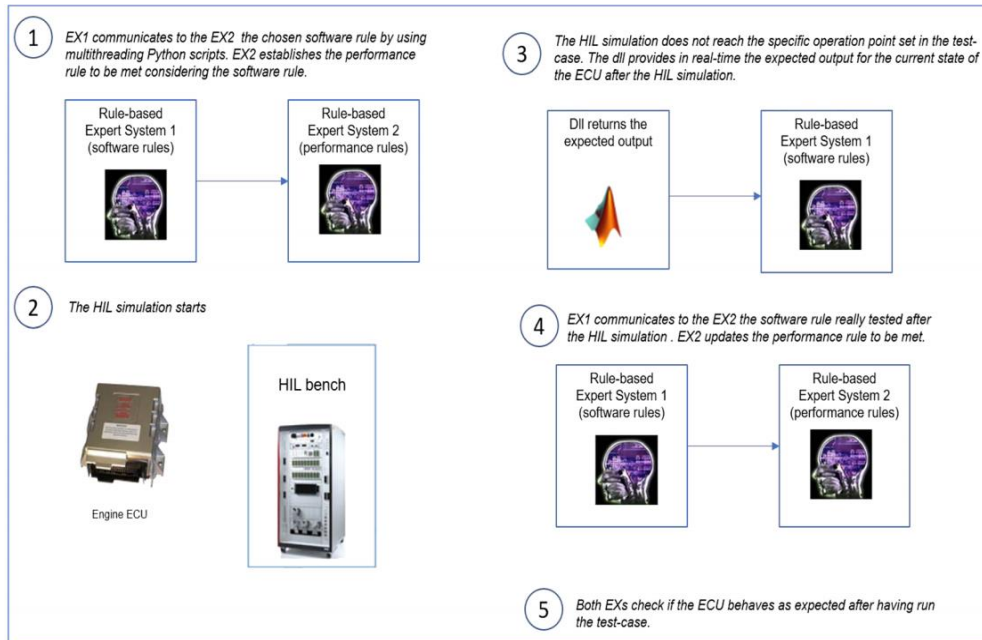 1
EX1 communicates to the EX2 the chosen software rule by using
multithreading Python scripts. EX2 establishes the performance
rule to be met considering the software rule.
Rule-based
Expert System 1
(software rules)
Rule-based
Expert System 2
(performance rules)
2
The HIL simulation starts
Engine ECU
HIL bench
3
The HIL simulation does not reach the specific operation point set in the test-
case. The dll provides in real-time the expected output for the current state of
the ECU after the HIL simulation.
Dll returns the
expected output
Rule-based
Expert System 1
(software rules)
4
EX1 communicates to the EX2 the software rule really tested after
the HIL simulation . EX2 updates the performance rule to be met.
Rule-based
Expert System 1
(software rules)
Rule-based
Expert System 2
(performance rules)
5
Both EXs check if the ECU behaves as expected after having run
the test-case.